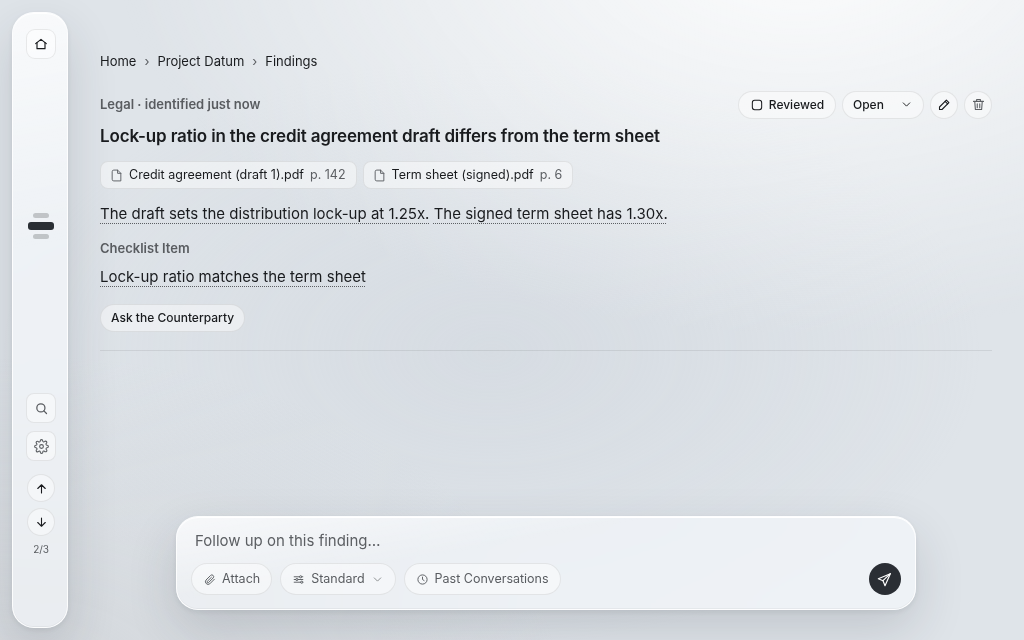 Home › Project Datum › Findings
Legal · identified just now
Reviewed
Open
Lock-up ratio in the credit agreement draft differs from the term sheet
Credit agreement (draft 1).pdf p. 142
Term sheet (signed).pdf p. 6
The draft sets the distribution lock-up at 1.25x. The signed term sheet has 1.30x.
Checklist Item
Lock-up ratio matches the term sheet
Ask the Counterparty
2/3
Follow up on this finding...
Attach
Standard
Past Conversations